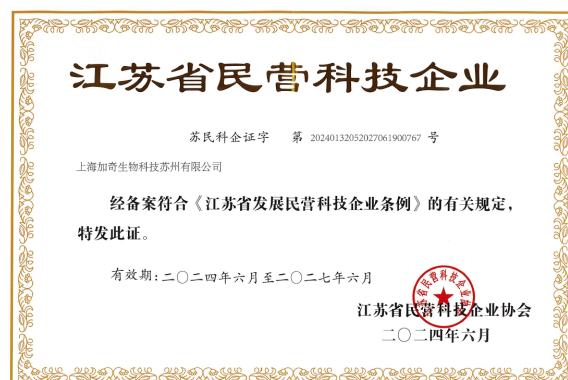 江苏省民营科技企业
苏民科企证字 第 20240132052027061900767 号
上海加奇生物科技苏州有限公司
经备案符合《江苏省发展民营科技企业条例》的有关规定，
特发此证。
有效期：二〇二四年六月至二〇二七年六月
江苏省民营科技企业协会
二〇二四年六月